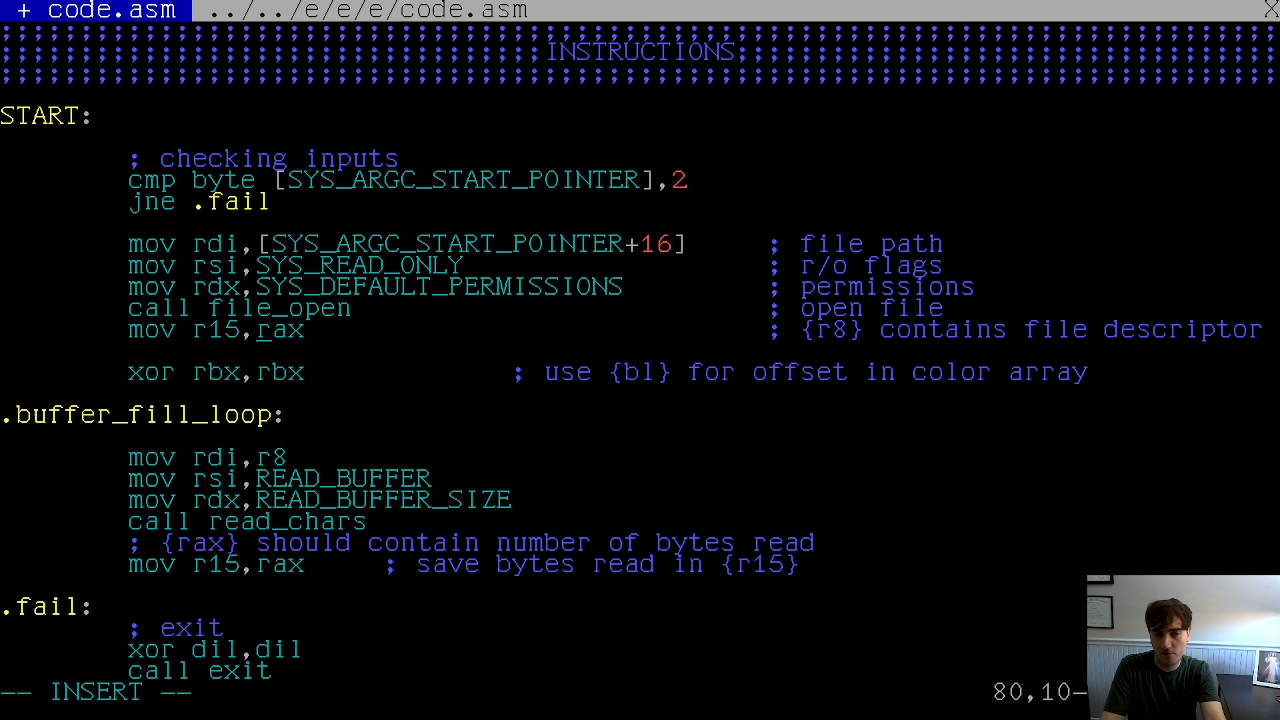 + code.asm ../../e/e/e/code.asm X
;;;;;;;;;;;;;;;;;;;;;;;;;;;;;;;;;;;;;;;;;;;;;;;;;;;;;;;;;;;;;;;;;;;;;;;;;;;;;;;;
;;;;;;;;;;;;;;;;;;;;;;;;;;;;;;;;;;INSTRUCTIONS;;;;;;;;;;;;;;;;;;;;;;;;;;;;;;;;;;
;;;;;;;;;;;;;;;;;;;;;;;;;;;;;;;;;;;;;;;;;;;;;;;;;;;;;;;;;;;;;;;;;;;;;;;;;;;;;;;;
START:
; checking inputs
cmp byte [SYS_ARGC_START_POINTER],2
jne .fail
mov rdi,[SYS_ARGC_START_POINTER+16] ; file path
mov rsi,SYS_READ_ONLY ; r/o flags
mov rdx,SYS_DEFAULT_PERMISSIONS ; permissions
call file_open ; open file
mov r15,rax ; {r8} contains file descriptor
xor rbx,rbx ; use {bl} for offset in color array
.buffer_fill_loop:
mov rdi,r8
mov rsi,READ_BUFFER
mov rdx,READ_BUFFER_SIZE
call read_chars
; {rax} should contain number of bytes read
mov r15,rax ; save bytes read in {r15}
.fail:
; exit
xor dil,dil
call exit
-- INSERT -- 80,10-